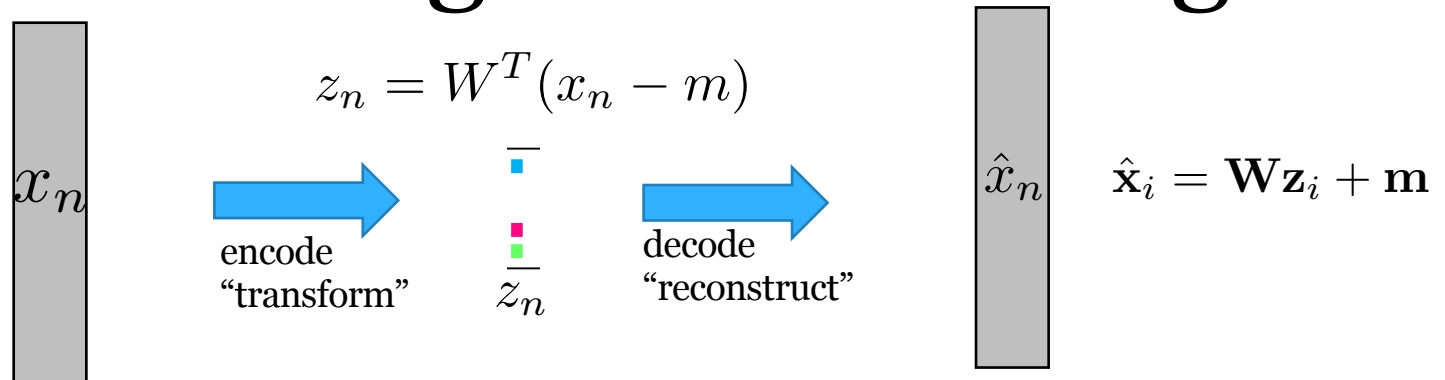 z_n = W^T(x_n − m)
x_n
x̂_n
x̂_i = Wz_i + m
encode
“transform”
z_n
decode
“reconstruct”